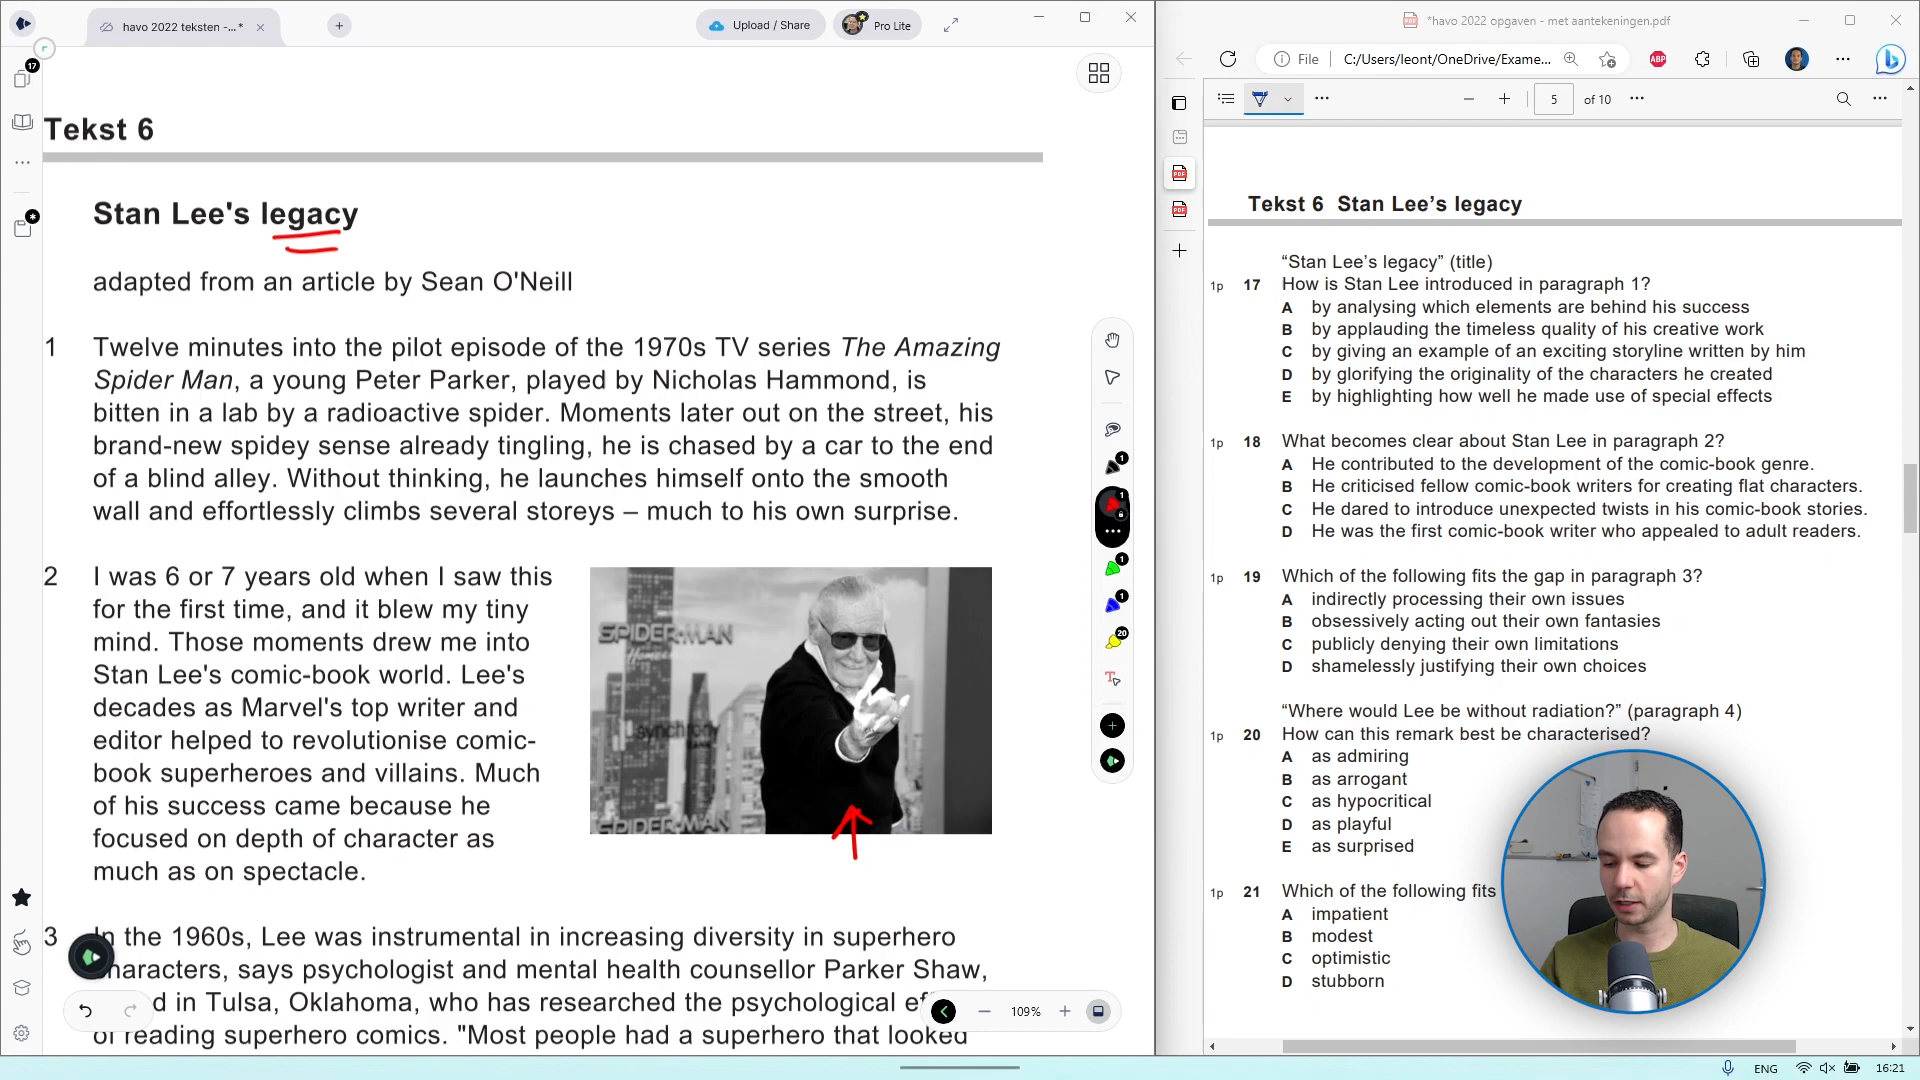 havo 2022 teksten -...*
Upload / Share
Pro Lite
17
Tekst 6
Stan Lee's legacy
adapted from an article by Sean O'Neill
1 Twelve minutes into the pilot episode of the 1970s TV series The Amazing
Spider Man, a young Peter Parker, played by Nicholas Hammond, is
bitten in a lab by a radioactive spider. Moments later out on the street, his
brand-new spidey sense already tingling, he is chased by a car to the end
of a blind alley. Without thinking, he launches himself onto the smooth
wall and effortlessly climbs several storeys – much to his own surprise.
2 I was 6 or 7 years old when I saw this
for the first time, and it blew my tiny
mind. Those moments drew me into
Stan Lee's comic-book world. Lee's
decades as Marvel's top writer and
editor helped to revolutionise comic-
book superheroes and villains. Much
of his success came because he
focused on depth of character as
much as on spectacle.
SPIDER-MAN
Homecoming
synchrony
BANK
SPIDER-MAN
3 In the 1960s, Lee was instrumental in increasing diversity in superhero
haracters, says psychologist and mental health counsellor Parker Shaw,
d in Tulsa, Oklahoma, who has researched the psychological ef
of reading superhero comics. "Most people had a superhero that looked
1
1
1
1
20
109%
*havo 2022 opgaven - met aantekeningen.pdf
File C:/Users/leont/OneDrive/Exame...
ABP
5 of 10
PDF
PDF
Tekst 6 Stan Lee's legacy
“Stan Lee's legacy” (title)
1p 17 How is Stan Lee introduced in paragraph 1?
A by analysing which elements are behind his success
B by applauding the timeless quality of his creative work
C by giving an example of an exciting storyline written by him
D by glorifying the originality of the characters he created
E by highlighting how well he made use of special effects
1p 18 What becomes clear about Stan Lee in paragraph 2?
A He contributed to the development of the comic-book genre.
B He criticised fellow comic-book writers for creating flat characters.
C He dared to introduce unexpected twists in his comic-book stories.
D He was the first comic-book writer who appealed to adult readers.
1p 19 Which of the following fits the gap in paragraph 3?
A indirectly processing their own issues
B obsessively acting out their own fantasies
C publicly denying their own limitations
D shamelessly justifying their own choices
“Where would Lee be without radiation?” (paragraph 4)
1p 20 How can this remark best be characterised?
A as admiring
B as arrogant
C as hypocritical
D as playful
E as surprised
1p 21 Which of the following fits
A impatient
B modest
C optimistic
D stubborn
ENG 16:21